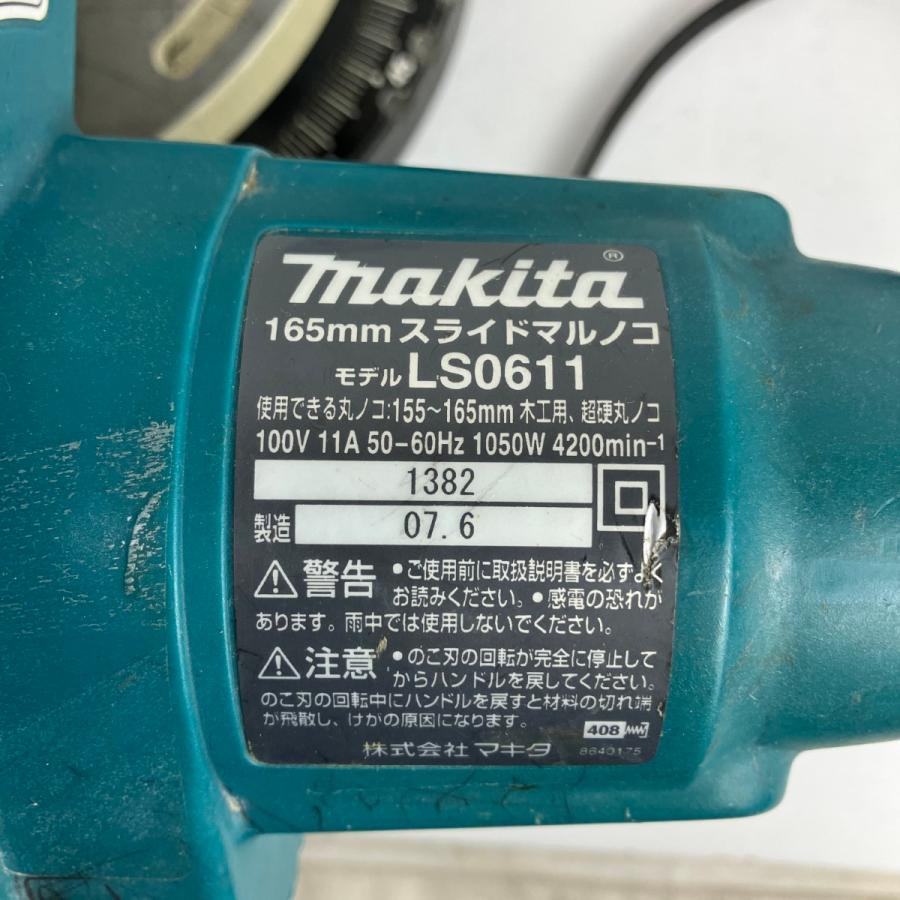 makita®
165mm スライドマルノコ
モデル LS0611
使用できる丸ノコ:155~165mm 木工用、超硬丸ノコ
100V 11A 50-60Hz 1050W 4200min-1
1382
製造 07.6
警告 •ご使用前に取扱説明書を必ずよく
お読みください。•感電の恐れが
あります。雨中では使用しないでください。
注意 •のこ刃の回転が完全に停止して
からハンドルを戻してください。
のこ刃の回転中にハンドルを戻すと材料の切れ端
が飛散し、けがの原因になります。
408
株式会社マキタ 8640175